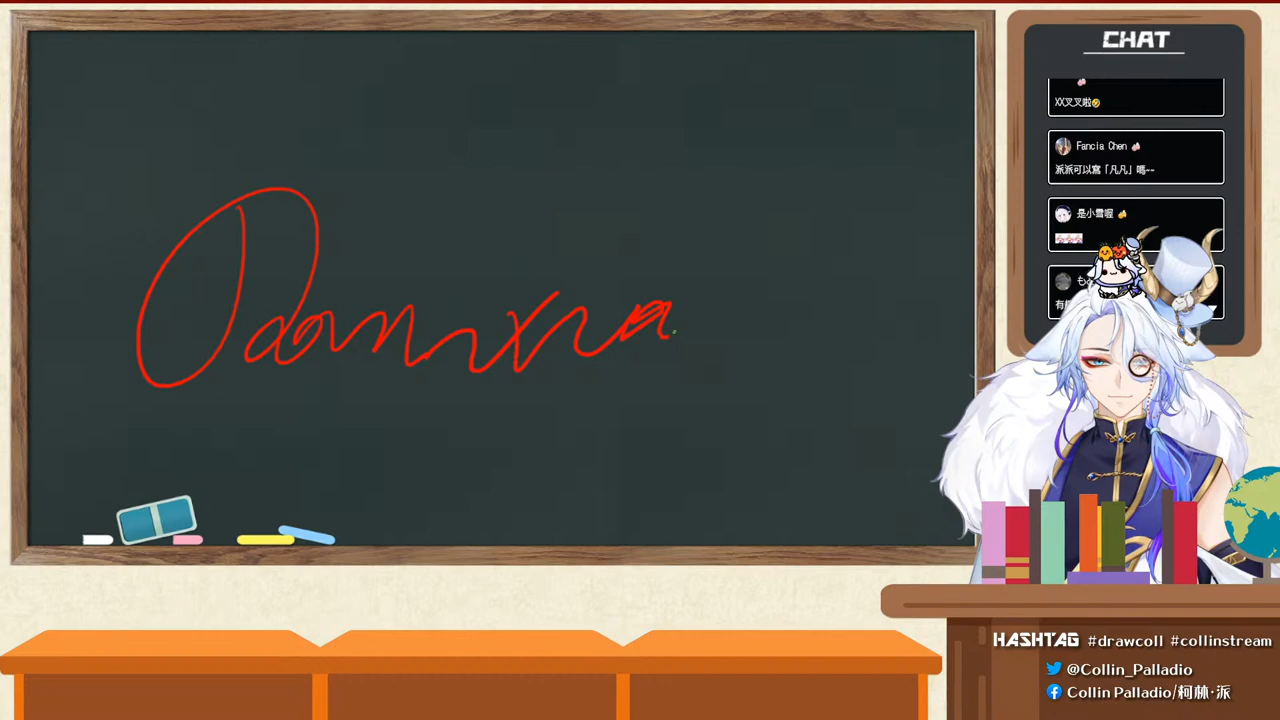 CHAT
XX叉叉啦🤣
Fancia Chen
派派可以寫「凡凡」嗎~~
是小雪喔
HASHTAG #drawcoll #collinstream
@Collin_Palladio
Collin Palladio/柯林·派